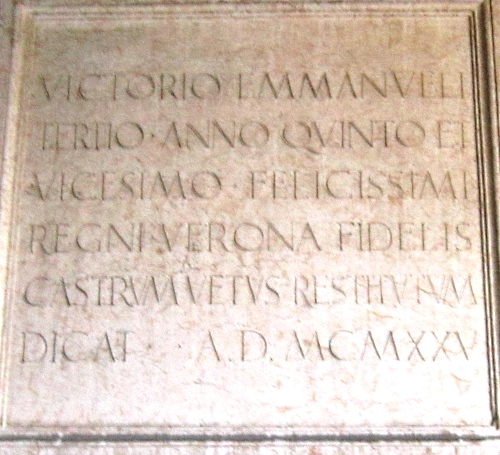 VICTORIO EMMANVELI
TERTIO · ANNO QVINTO ET
VICESIMO · FELICISSIMI
REGNI · VERONA FIDELIS
CASTRVM VETVS RESTITVTVM
DICAT · A. D. MCMXXV